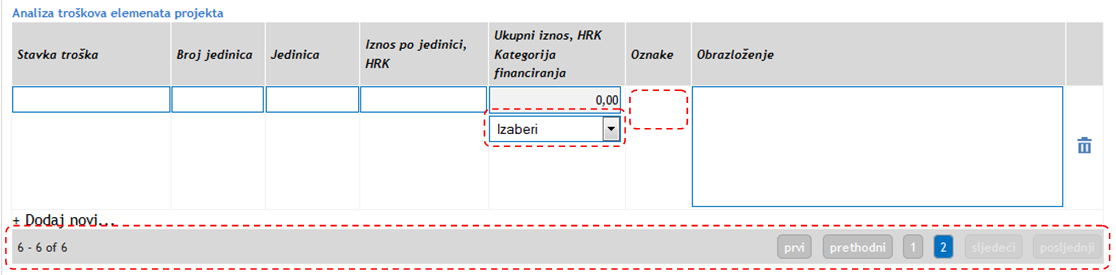 Analiza troškova elemenata projekta
Stavka troška
Broj jedinica
Jedinica
Iznos po jedinici,
HRK
Ukupni iznos, HRK
Kategorija
financiranja
Oznake
Obrazloženje
0,00
Izaberi
+ Dodaj novi...
6 - 6 of 6
prvi
prethodni
1
2
sljedeći
posljednji